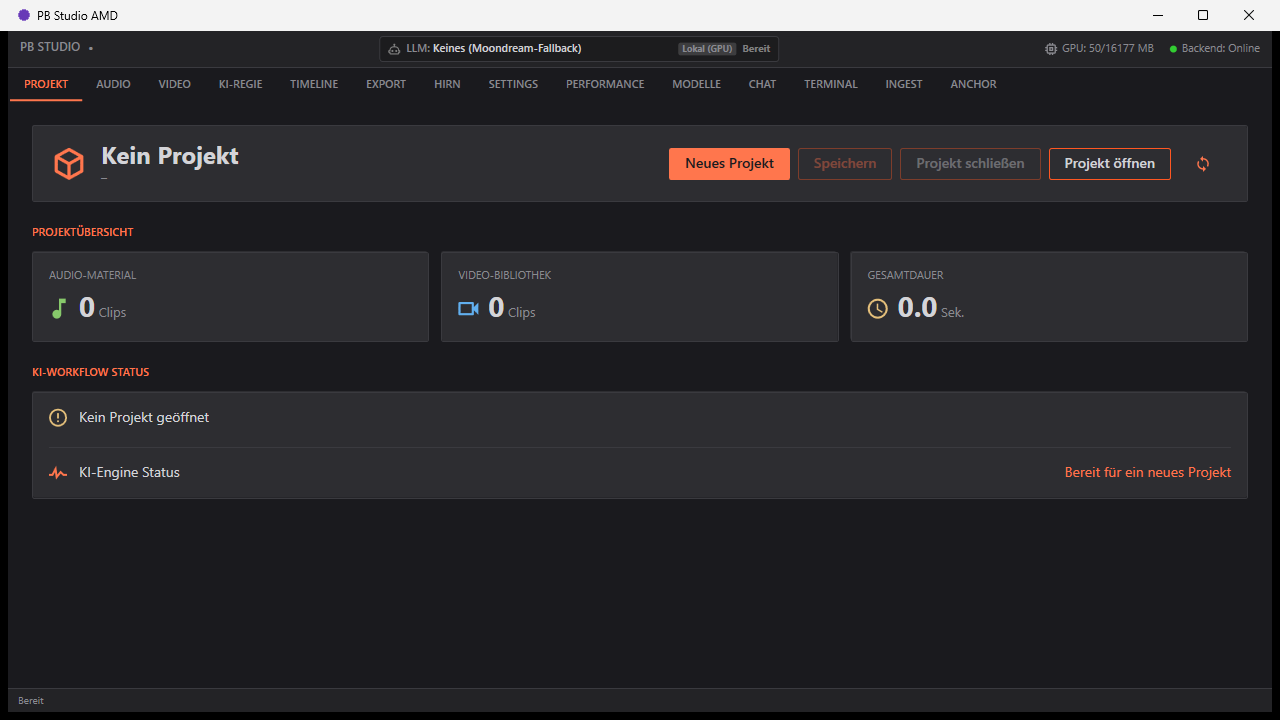 PB Studio AMD
PB STUDIO •
LLM: Keines (Moondream-Fallback) Lokal (GPU) Bereit
GPU: 50/16177 MB Backend: Online
PROJEKT AUDIO VIDEO KI-REGIE TIMELINE EXPORT HIRN SETTINGS PERFORMANCE MODELLE CHAT TERMINAL INGEST ANCHOR
Kein Projekt
–
Neues Projekt Speichern Projekt schließen Projekt öffnen
PROJEKTÜBERSICHT
AUDIO-MATERIAL
0 Clips
VIDEO-BIBLIOTHEK
0 Clips
GESAMTDAUER
0.0 Sek.
KI-WORKFLOW STATUS
Kein Projekt geöffnet
KI-Engine Status Bereit für ein neues Projekt
Bereit